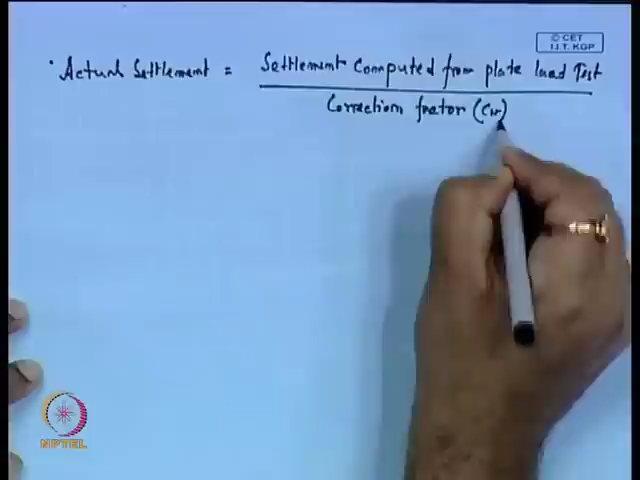 © CET
I.I.T. KGP
Actual Settlement = Settlement Computed from plate load Test
Correction factor (Cw)
NPTEL